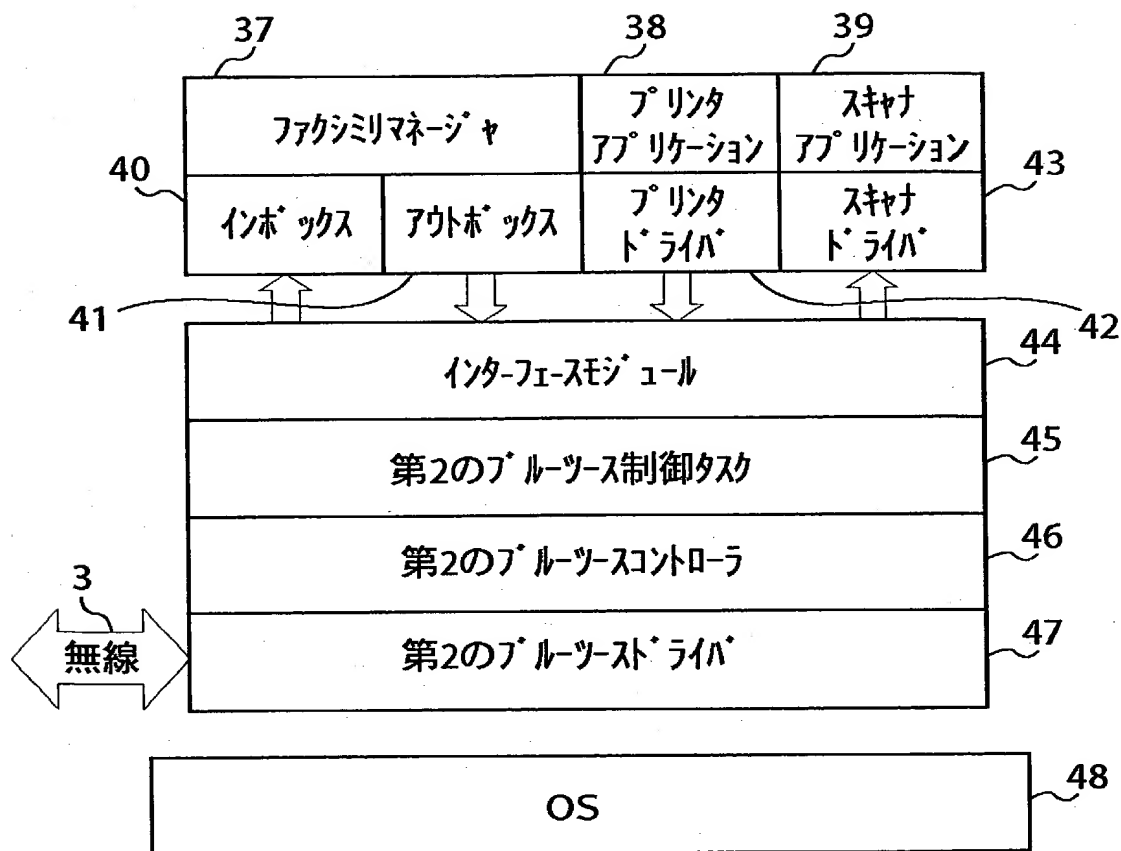 37
38
39
ファクシミリマネージャ
プリンタ
アプリケーション
スキャナ
アプリケーション
40
43
インボックス
アウトボックス
プリンタ
ドライバ
スキャナ
ドライバ
41
42
44
インターフェースモジュール
45
第2のブルーツース制御タスク
46
第2のブルーツースコントローラ
3
無線
47
第2のブルーツースドライバ
48
OS